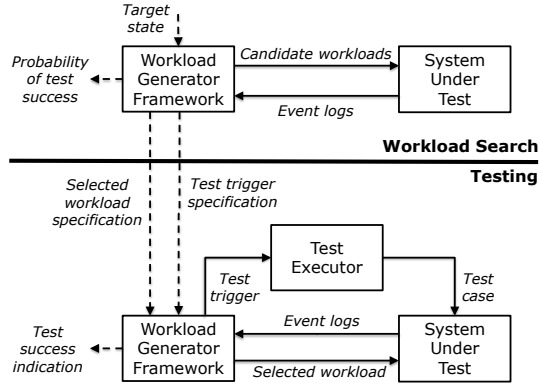 Target
state
Probability
of test
success
Workload
Generator
Framework
Candidate workloads
Event logs
System
Under
Test
Workload Search
Testing
Selected
workload
specification
Test trigger
specification
Test
Executor
Test
trigger
Test
case
Test
success
indication
Workload
Generator
Framework
Event logs
Selected workload
System
Under
Test